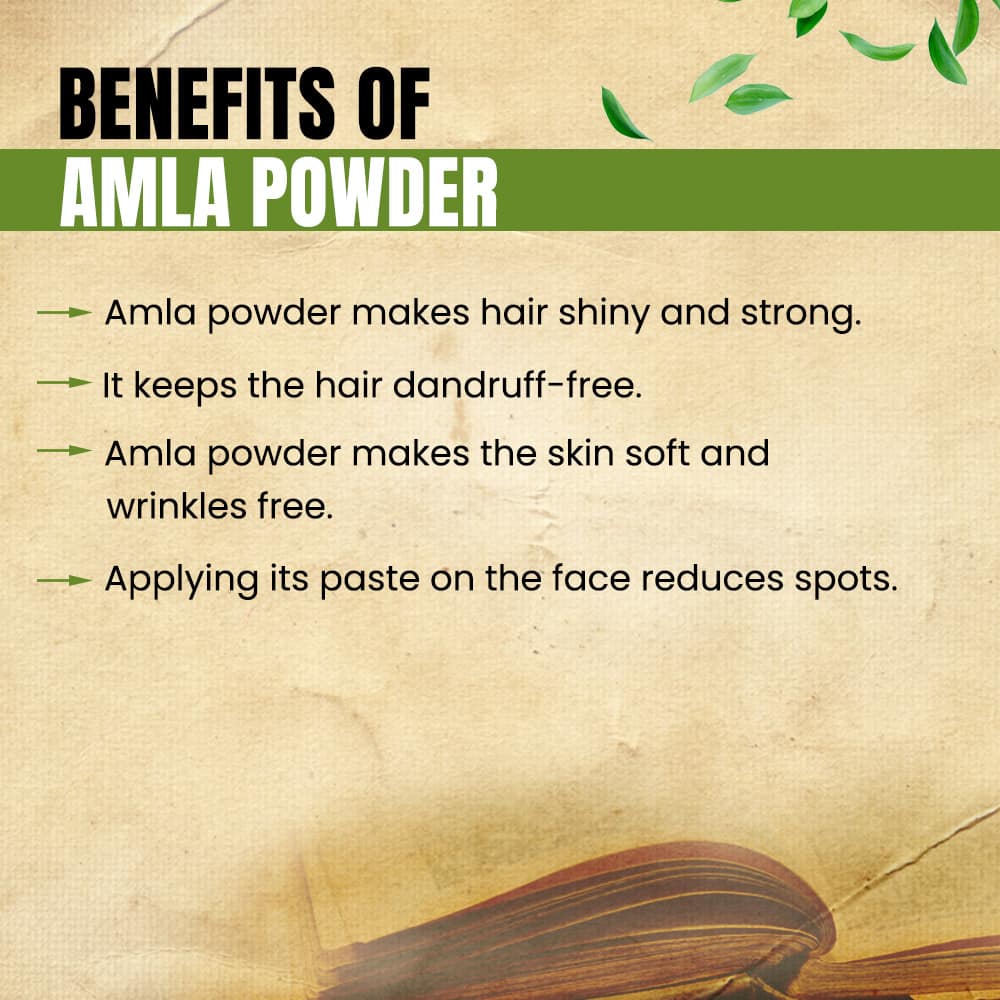 BENEFITS OF
AMLA POWDER
Amla powder makes hair shiny and strong.
It keeps the hair dandruff-free.
Amla powder makes the skin soft and
wrinkles free.
Applying its paste on the face reduces spots.